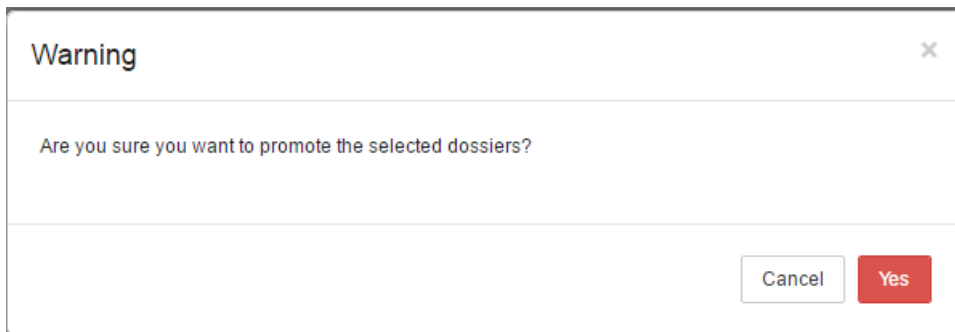 Warning
×
Are you sure you want to promote the selected dossiers?
Cancel
Yes